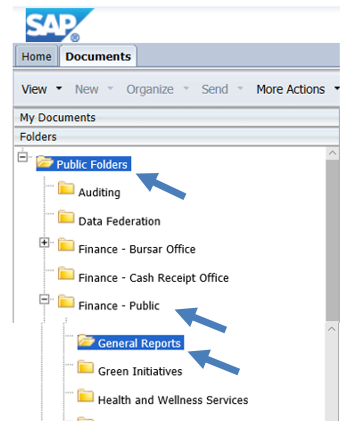 SAP
Home Documents
View New Organize Send More Actions
My Documents
Folders
Public Folders
Auditing
Data Federation
Finance - Bursar Office
Finance - Cash Receipt Office
Finance - Public
General Reports
Green Initiatives
Health and Wellness Services